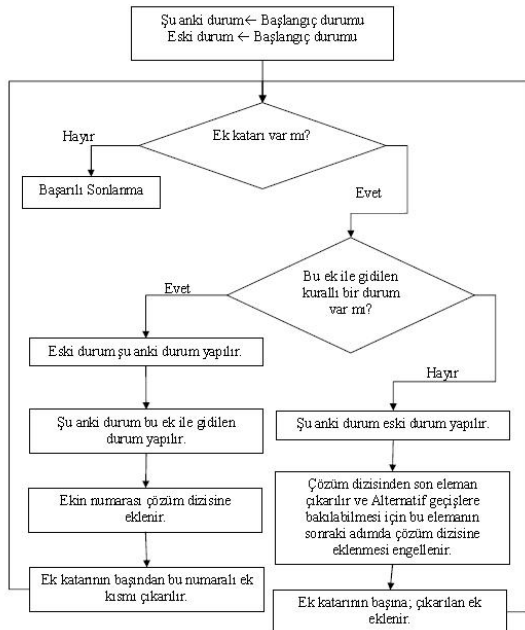 Şu anki durum← Başlangıç durumu
Eski durum ← Başlangıç durumu
Ek katarı var mı?
Hayır
Başarılı Sonlanma
Evet
Bu ek ile gidilen
kurallı bir durum
var mı?
Evet
Eski durum şu anki durum yapılır.
Hayır
Şu anki durum bu ek ile gidilen
durum yapılır.
Şu anki durum eski durum yapılır.
Ekin numarası çözüm dizisine
eklenir.
Çözüm dizisinden son eleman
çıkarılır ve Alternatif geçişlere
bakılabilmesi için bu elemanın
sonraki adımda çözüm dizisine
eklenmesi engellenir.
Ek katarının başından bu numaralı ek
kısmı çıkarılır.
Ek katarının başına; çıkarılan ek
eklenir.